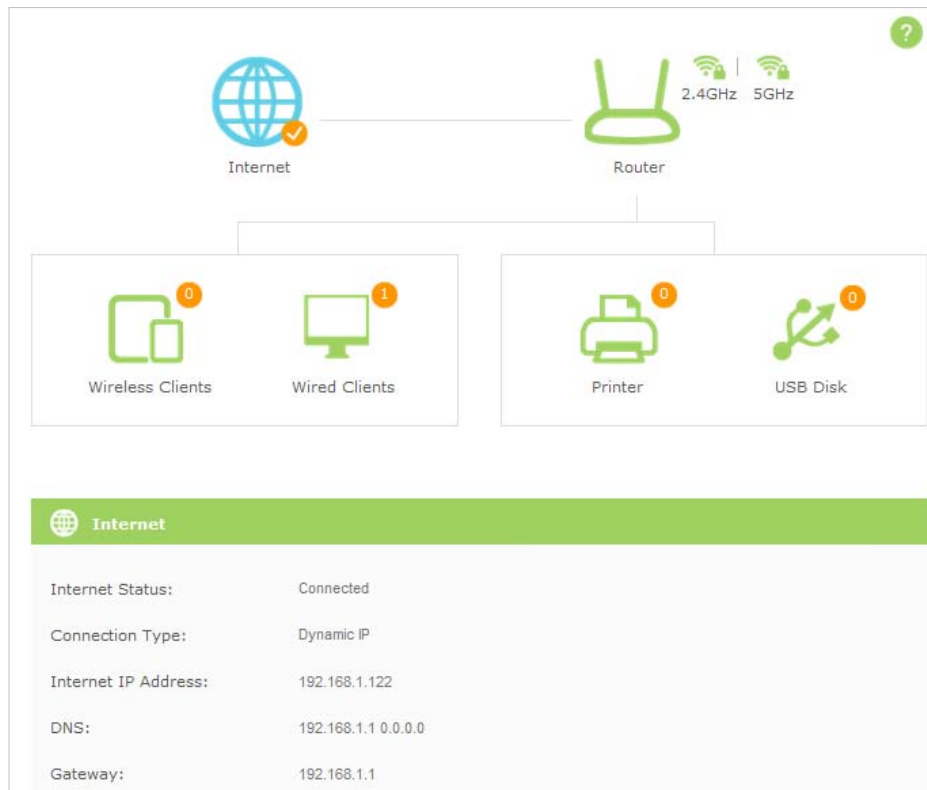 ?
2.4GHz | 5GHz
Internet
Router
0
1
0
0
Wireless Clients
Wired Clients
Printer
USB Disk
Internet
Internet Status: Connected
Connection Type: Dynamic IP
Internet IP Address: 192.168.1.122
DNS: 192.168.1.1 0.0.0.0
Gateway: 192.168.1.1